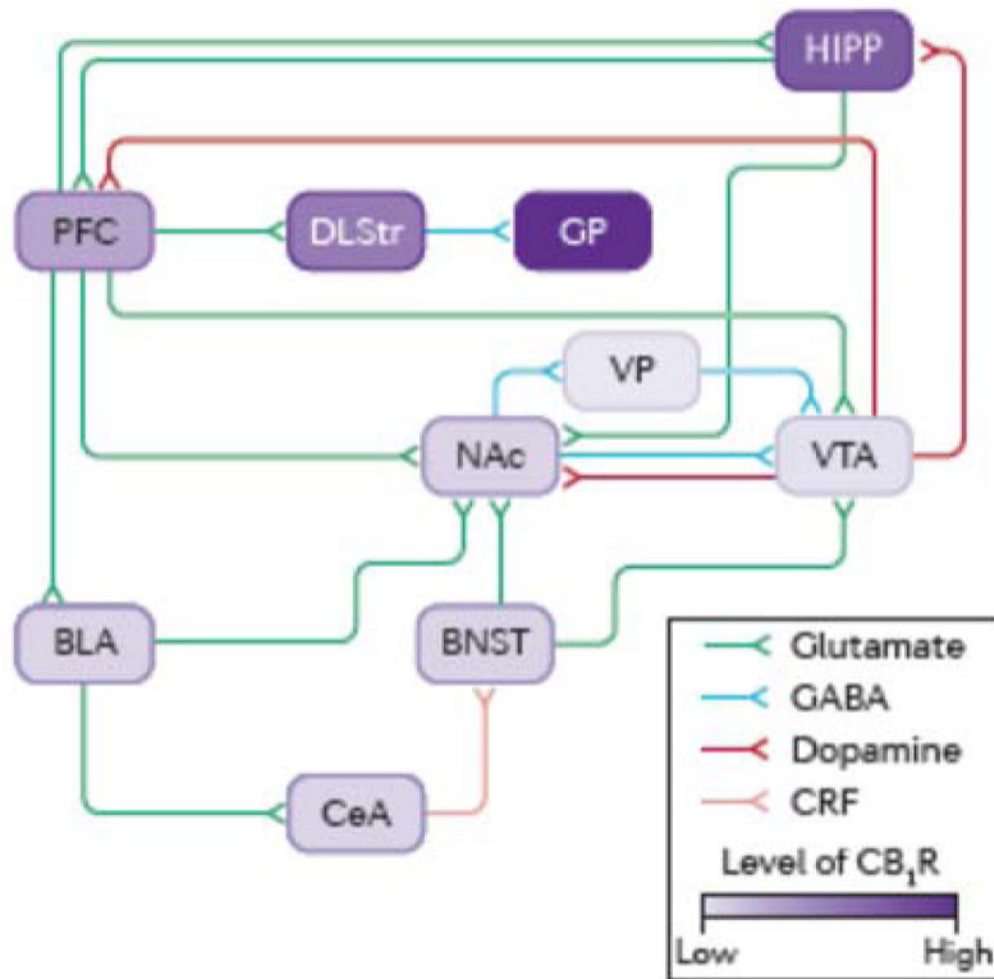 HIPP
PFC
DLStr
GP
VP
NAc
VTA
BLA
BNST
CeA
Glutamate
GABA
Dopamine
CRF
Level of CB₁R
Low High